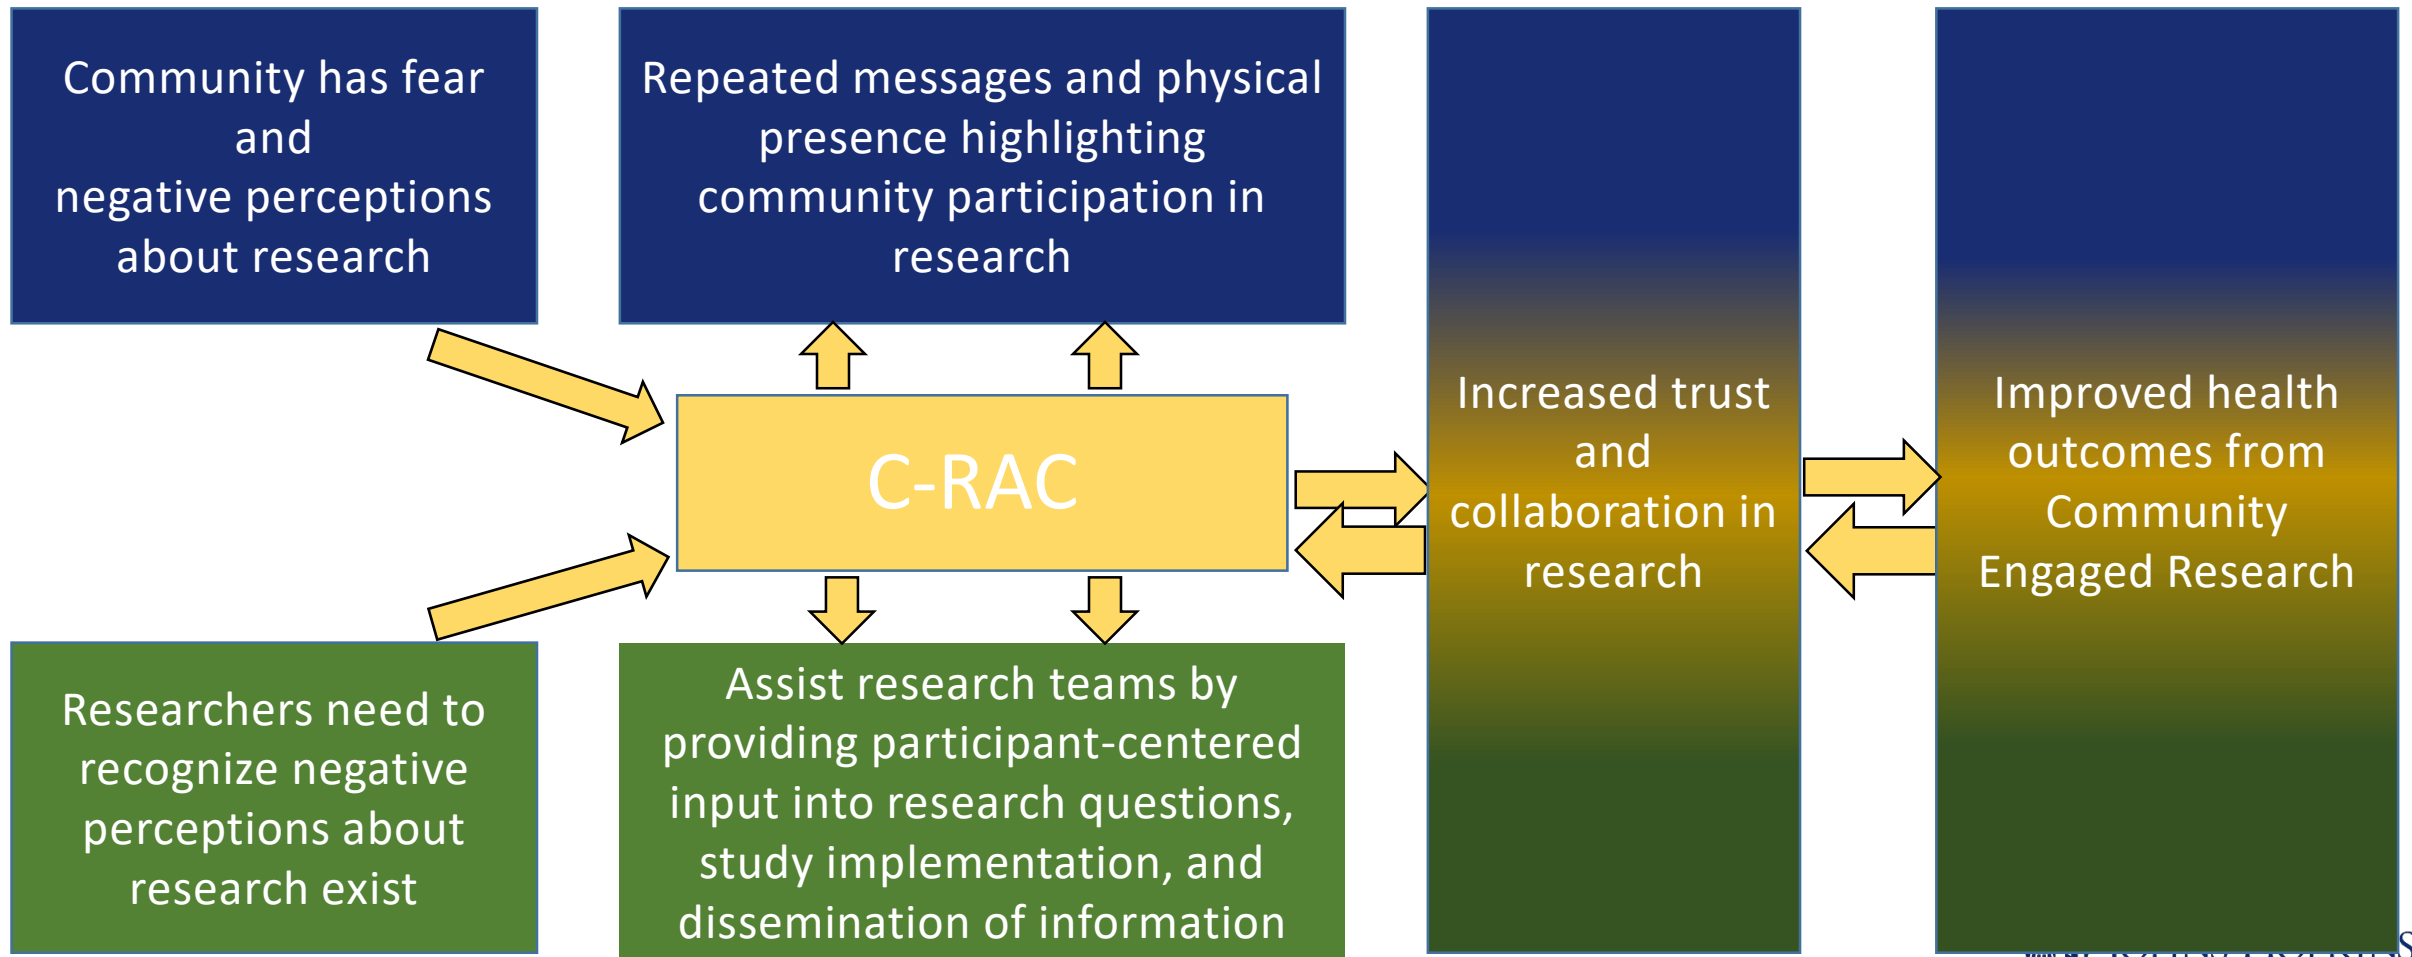 Community has fear
and
negative perceptions
about research
Repeated messages and physical
presence highlighting
community participation in
research
C-RAC
Increased trust
and
collaboration in
research
Improved health
outcomes from
Community
Engaged Research
Researchers need to
recognize negative
perceptions about
research exist
Assist research teams by
providing participant-centered
input into research questions,
study implementation, and
dissemination of information